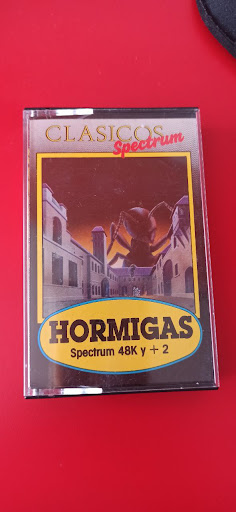 CLASICOS
Spectrum
HORMIGAS
Spectrum 48K y + 2